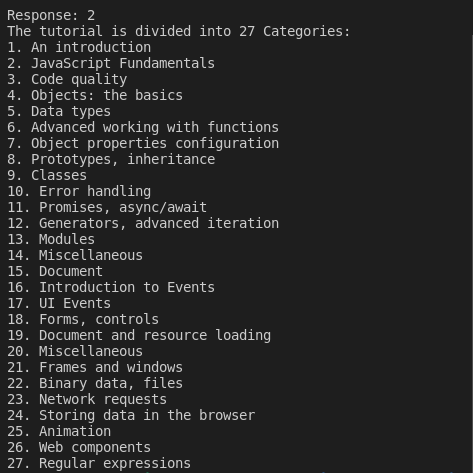 Response: 2
The tutorial is divided into 27 Categories:
1. An introduction
2. JavaScript Fundamentals
3. Code quality
4. Objects: the basics
5. Data types
6. Advanced working with functions
7. Object properties configuration
8. Prototypes, inheritance
9. Classes
10. Error handling
11. Promises, async/await
12. Generators, advanced iteration
13. Modules
14. Miscellaneous
15. Document
16. Introduction to Events
17. UI Events
18. Forms, controls
19. Document and resource loading
20. Miscellaneous
21. Frames and windows
22. Binary data, files
23. Network requests
24. Storing data in the browser
25. Animation
26. Web components
27. Regular expressions